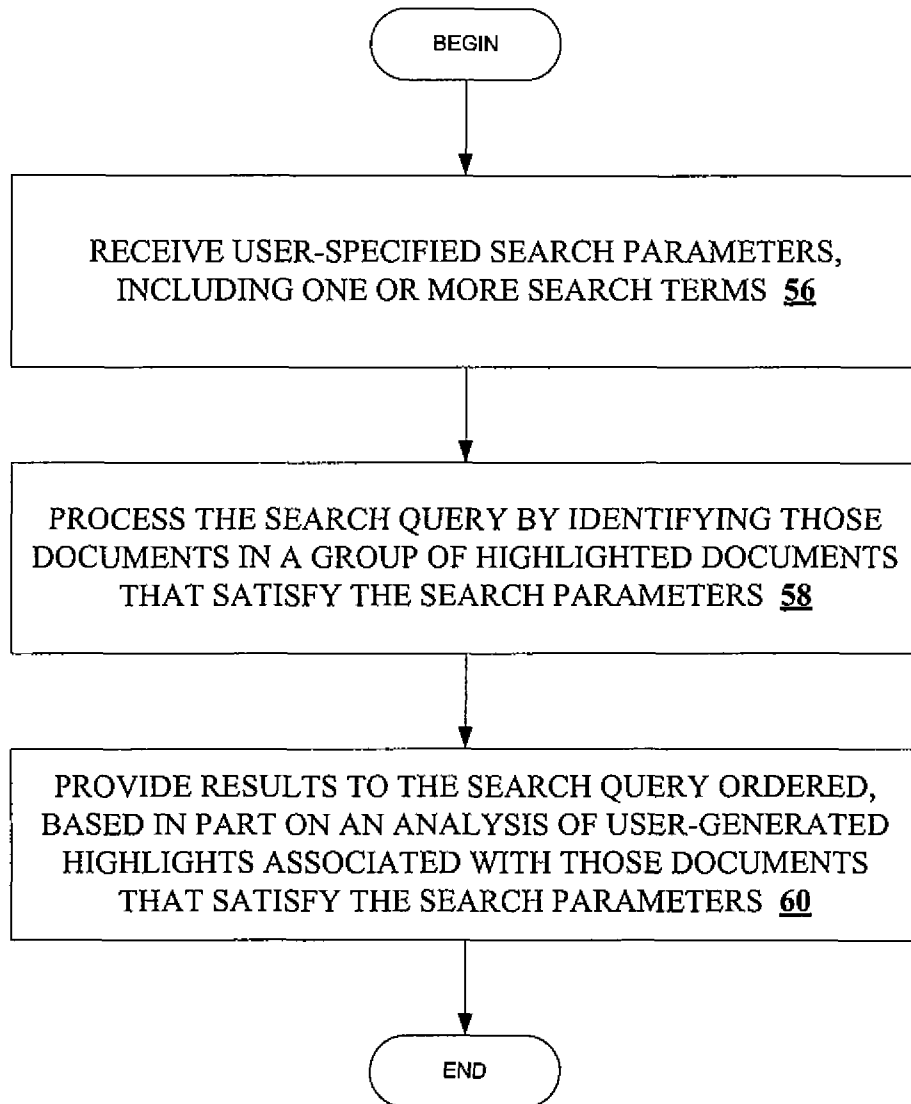 BEGIN
RECEIVE USER-SPECIFIED SEARCH PARAMETERS,
INCLUDING ONE OR MORE SEARCH TERMS 56
PROCESS THE SEARCH QUERY BY IDENTIFYING THOSE
DOCUMENTS IN A GROUP OF HIGHLIGHTED DOCUMENTS
THAT SATISFY THE SEARCH PARAMETERS 58
PROVIDE RESULTS TO THE SEARCH QUERY ORDERED,
BASED IN PART ON AN ANALYSIS OF USER-GENERATED
HIGHLIGHTS ASSOCIATED WITH THOSE DOCUMENTS
THAT SATISFY THE SEARCH PARAMETERS 60
END